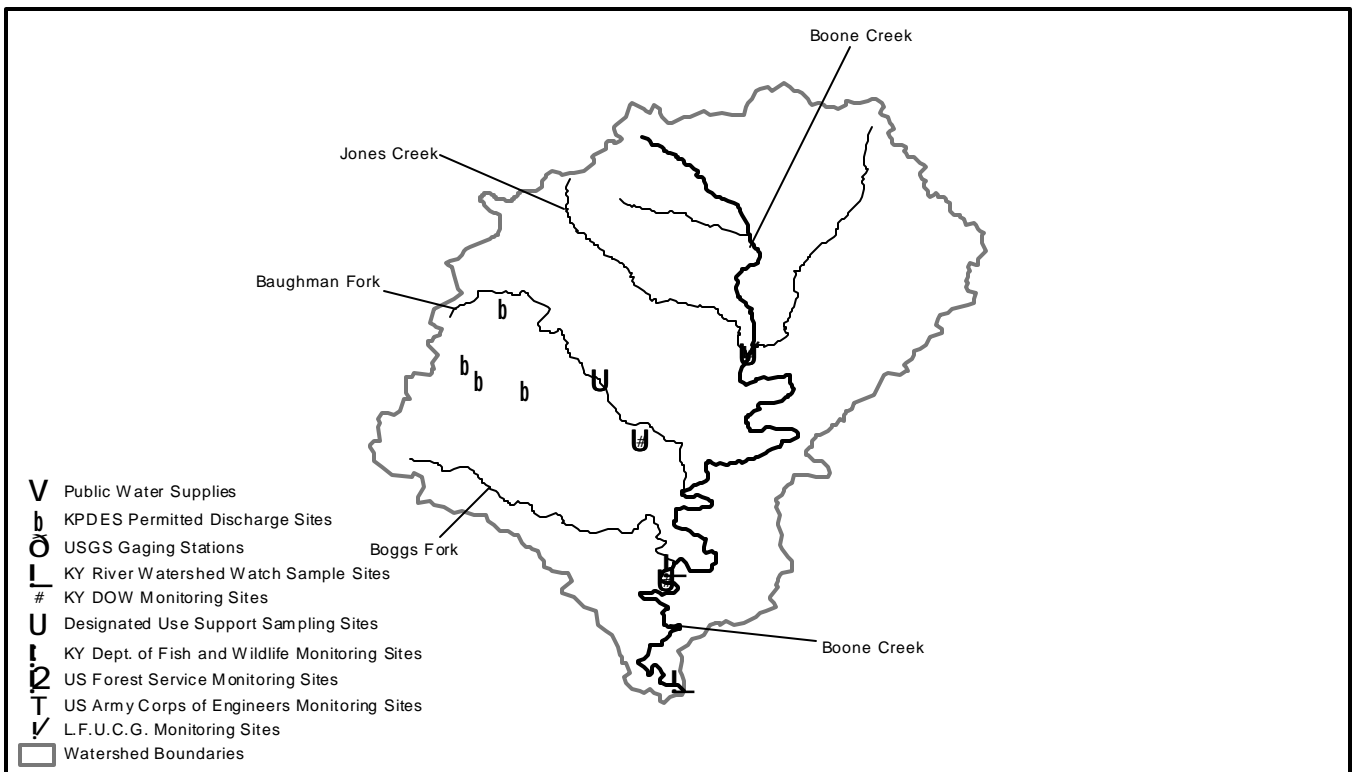 Boone Creek
Jones Creek
Baughman Fork
b
b
b
b
U
U
U
#
V Public Water Supplies
b KPDES Permitted Discharge Sites
ð USGS Gaging Stations
KY River Watershed Watch Sample Sites
# KY DOW Monitoring Sites
U Designated Use Support Sampling Sites
KY Dept. of Fish and Wildlife Monitoring Sites
US Forest Service Monitoring Sites
T US Army Corps of Engineers Monitoring Sites
L.F.U.C.G. Monitoring Sites
Watershed Boundaries
Boggs Fork
Boone Creek